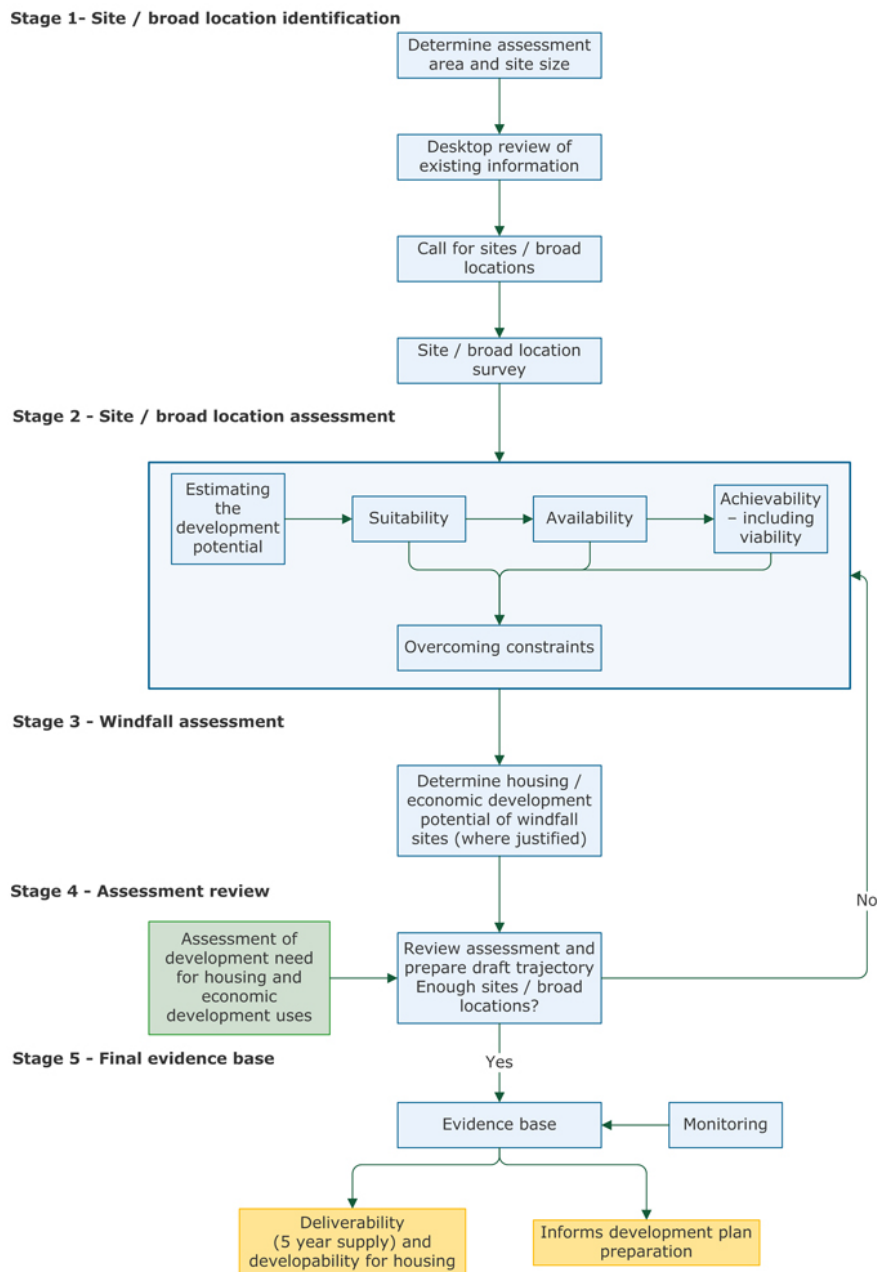 Stage 1- Site / broad location identification
Determine assessment
area and site size
Desktop review of
existing information
Call for sites / broad
locations
Site / broad location
survey
Stage 2 - Site / broad location assessment
Estimating
the
development
potential
Suitability
Availability
Achievability
– including
viability
Overcoming constraints
Stage 3 - Windfall assessment
Determine housing /
economic development
potential of windfall
sites (where justified)
Stage 4 - Assessment review
No
Assessment of
development need
for housing and
economic
development uses
Review assessment and
prepare draft trajectory
Enough sites / broad
locations?
Stage 5 - Final evidence base
Yes
Evidence base
Monitoring
Deliverability
(5 year supply) and
developability for housing
Informs development plan
preparation